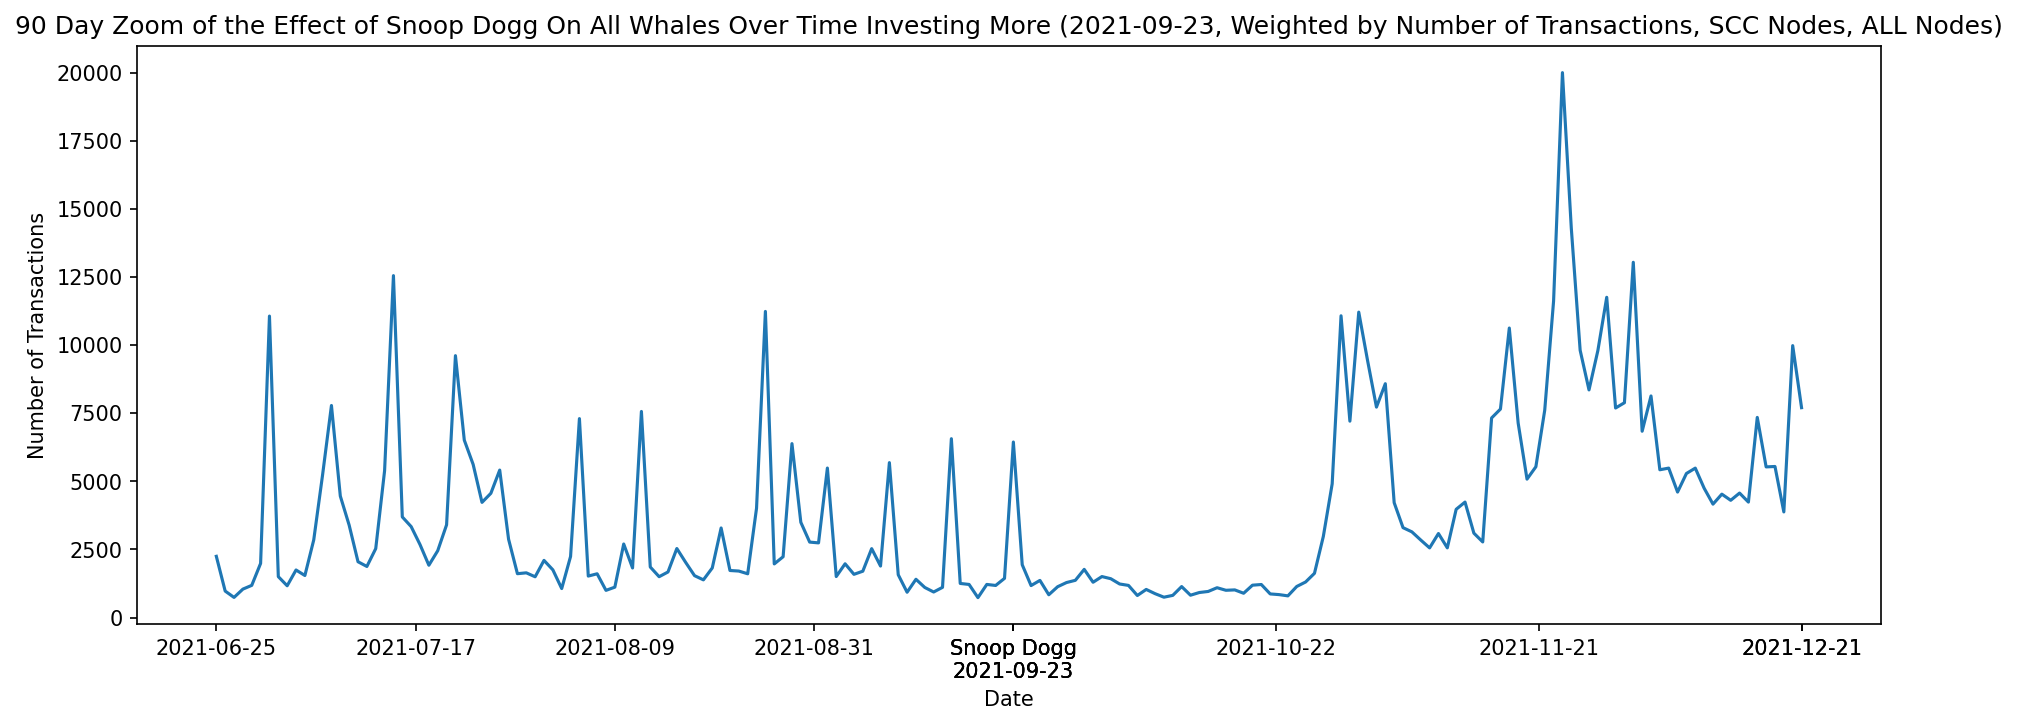 90 Day Zoom of the Effect of Snoop Dogg On All Whales Over Time Investing More (2021-09-23, Weighted by Number of Transactions, SCC Nodes, ALL Nodes)
20000
17500
15000
12500
10000
7500
5000
2500
0
Number of Transactions
2021-06-25 2021-07-17 2021-08-09 2021-08-31 Snoop Dogg 2021-10-22 2021-11-21 2021-12-21
2021-09-23
Date